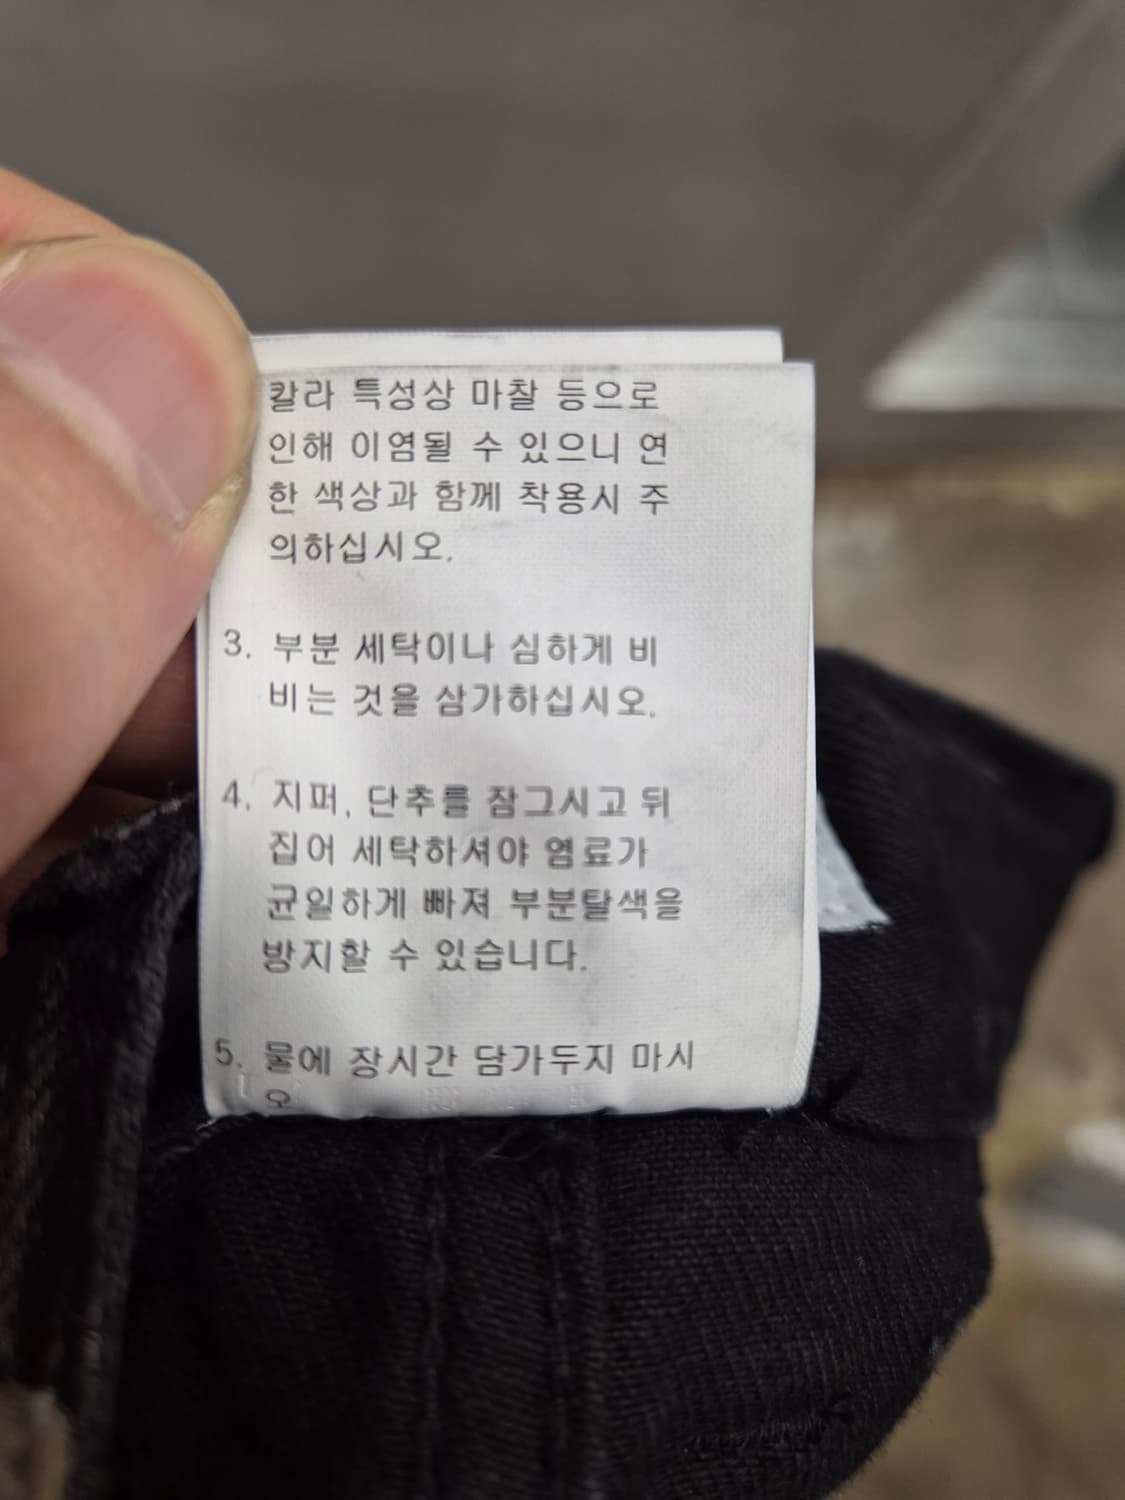 칼라 특성상 마찰 등으로
인해 이염될 수 있으니 연
한 색상과 함께 착용시 주
의하십시오.
3. 부분 세탁이나 심하게 비
비는 것을 삼가하십시오.
4. 지퍼, 단추를 잠그시고 뒤
집어 세탁하셔야 염료가
균일하게 빠져 부분탈색을
방지할 수 있습니다.
5. 물에 장시간 담가두지 마시
오